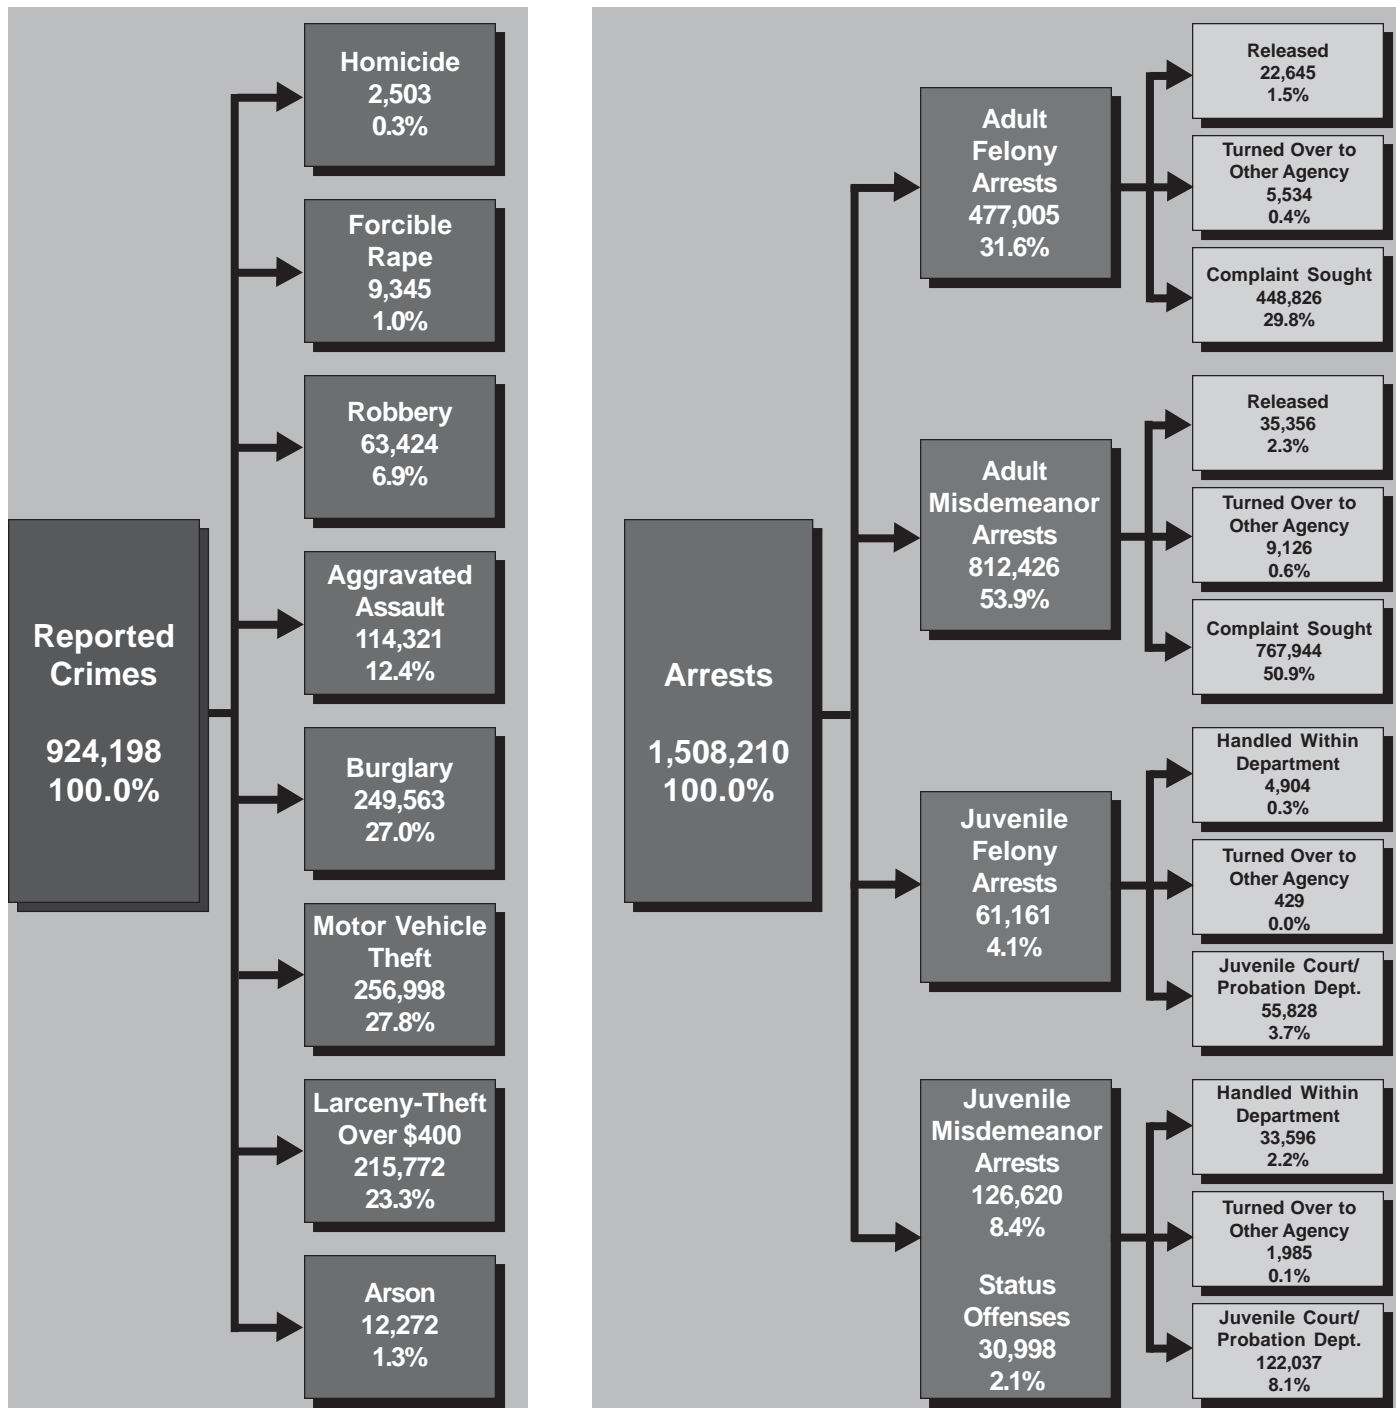 Reported
Crimes
924,198
100.0%
Homicide
2,503
0.3%
Forcible
Rape
9,345
1.0%
Robbery
63,424
6.9%
Aggravated
Assault
114,321
12.4%
Burglary
249,563
27.0%
Motor Vehicle
Theft
256,998
27.8%
Larceny-Theft
Over $400
215,772
23.3%
Arson
12,272
1.3%
Arrests
1,508,210
100.0%
Adult
Felony
Arrests
477,005
31.6%
Released
22,645
1.5%
Turned Over to
Other Agency
5,534
0.4%
Complaint Sought
448,826
29.8%
Adult
Misdemeanor
Arrests
812,426
53.9%
Released
35,356
2.3%
Turned Over to
Other Agency
9,126
0.6%
Complaint Sought
767,944
50.9%
Juvenile
Felony
Arrests
61,161
4.1%
Handled Within
Department
4,904
0.3%
Turned Over to
Other Agency
429
0.0%
Juvenile Court/
Probation Dept.
55,828
3.7%
Juvenile
Misdemeanor
Arrests
126,620
8.4%
Status
Offenses
30,998
2.1%
Handled Within
Department
33,596
2.2%
Turned Over to
Other Agency
1,985
0.1%
Juvenile Court/
Probation Dept.
122,037
8.1%